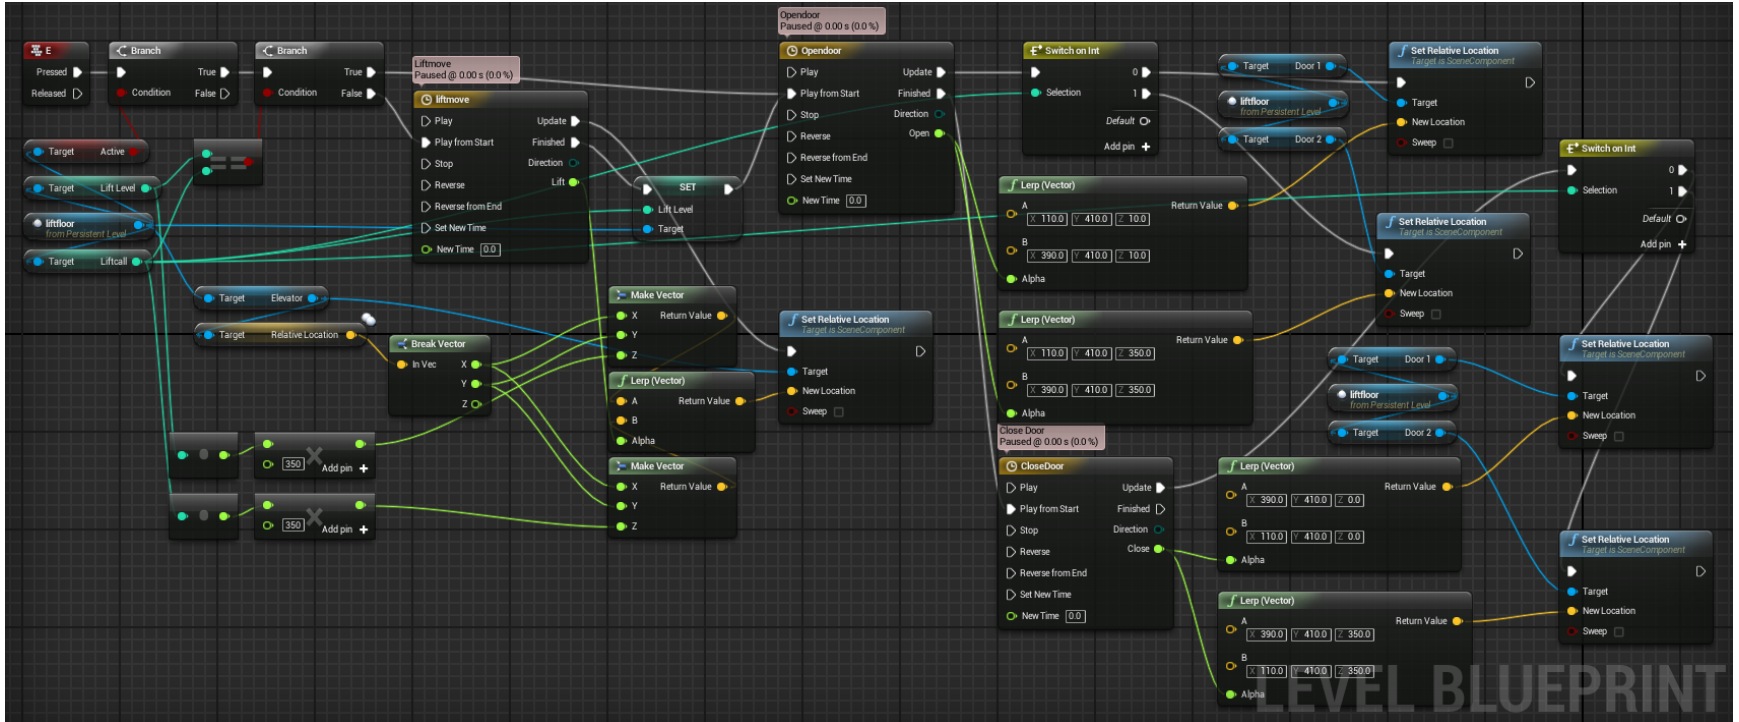 E
Pressed
Released
Branch
True
Condition
False
Branch
True
Condition
False
Target Active
Target Lift Level
liftfloor
from Persistent Level
Target Liftcall
==
Liftmove
Paused @ 0.00 s (0.0 %)
liftmove
Play Update
Play from Start Finished
Stop Direction
Reverse Lift
Reverse from End
Set New Time
New Time 0.0
SET
Lift Level
Target
Target Elevator
Target Relative Location
Break Vector
In Vec X
Y
Z
350
Add pin +
350
Add pin +
Make Vector
X Return Value
Y
Z
Lerp (Vector)
A Return Value
B
Alpha
Make Vector
X Return Value
Y
Z
Set Relative Location
Target is SceneComponent
Target
New Location
Sweep
Opendoor
Paused @ 0.00 s (0.0 %)
Opendoor
Play Update
Play from Start Finished
Stop Direction
Reverse Open
Reverse from End
Set New Time
New Time 0.0
Switch on Int
0
Selection 1
Default
Add pin +
Target Door 1
liftfloor
from Persistent Level
Target Door 2
Set Relative Location
Target is SceneComponent
Target
New Location
Sweep
Lerp (Vector)
A Return Value
X 110.0 Y 410.0 Z 10.0
B
X 390.0 Y 410.0 Z 10.0
Alpha
Set Relative Location
Target is SceneComponent
Target
New Location
Sweep
Lerp (Vector)
A Return Value
X 110.0 Y 410.0 Z 350.0
B
X 390.0 Y 410.0 Z 350.0
Alpha
Switch on Int
0
Selection 1
Default
Add pin +
Close Door
Paused @ 0.00 s (0.0 %)
CloseDoor
Play Update
Play from Start Finished
Stop Direction
Reverse Close
Reverse from End
Set New Time
New Time 0.0
Target Door 1
liftfloor
from Persistent Level
Target Door 2
Set Relative Location
Target is SceneComponent
Target
New Location
Sweep
Lerp (Vector)
A Return Value
X 390.0 Y 410.0 Z 0.0
B
X 110.0 Y 410.0 Z 0.0
Alpha
Set Relative Location
Target is SceneComponent
Target
New Location
Sweep
Lerp (Vector)
A Return Value
X 390.0 Y 410.0 Z 350.0
B
X 110.0 Y 410.0 Z 350.0
Alpha
LEVEL BLUEPRINT